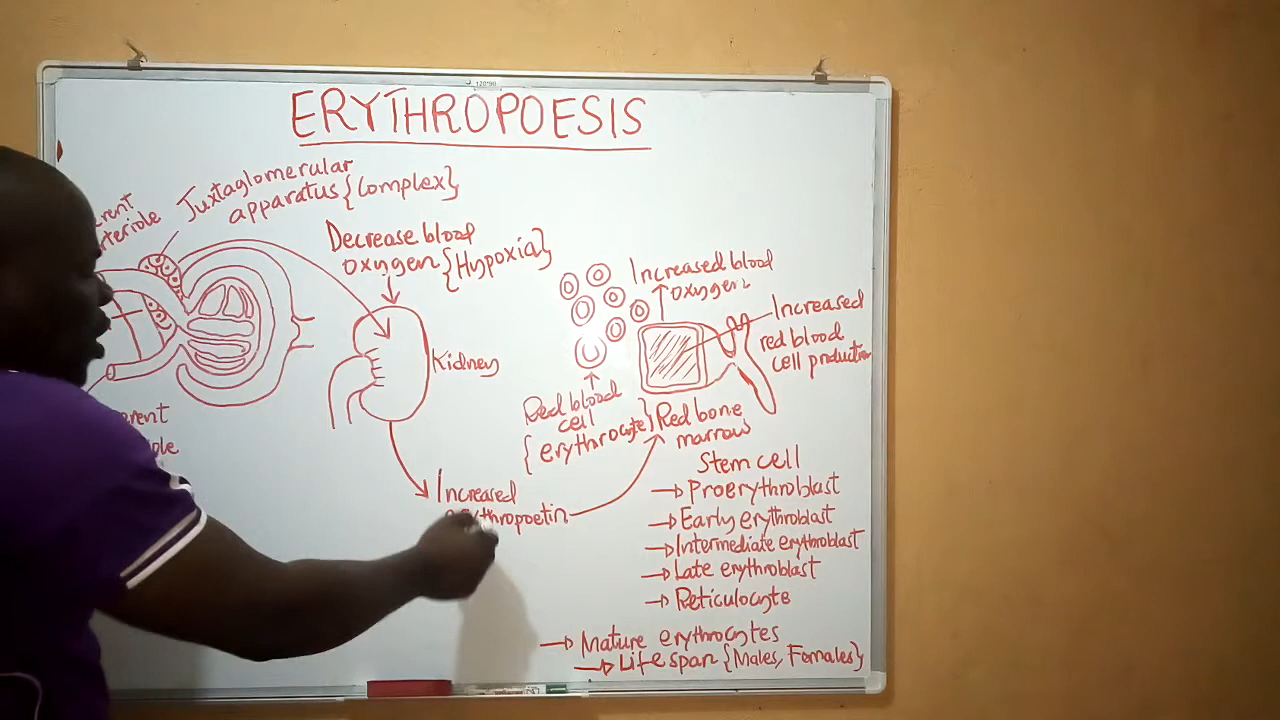 ERYTHROPOESIS
Juxtaglomerular
apparatus {Complex}
Decrease blood
oxygen {Hypoxia}
Kidney
Increased
Red blood
cell
{erythrocyte}
Increased blood
oxygen
Increased
red blood
cell production
Red bone
marrow
Stem cell
→ Proerythroblast
→ Early erythroblast
→ Intermediate erythroblast
→ Late erythroblast
→ Reticulocyte
→ Mature erythrocytes
→ Life span {Males, Females}